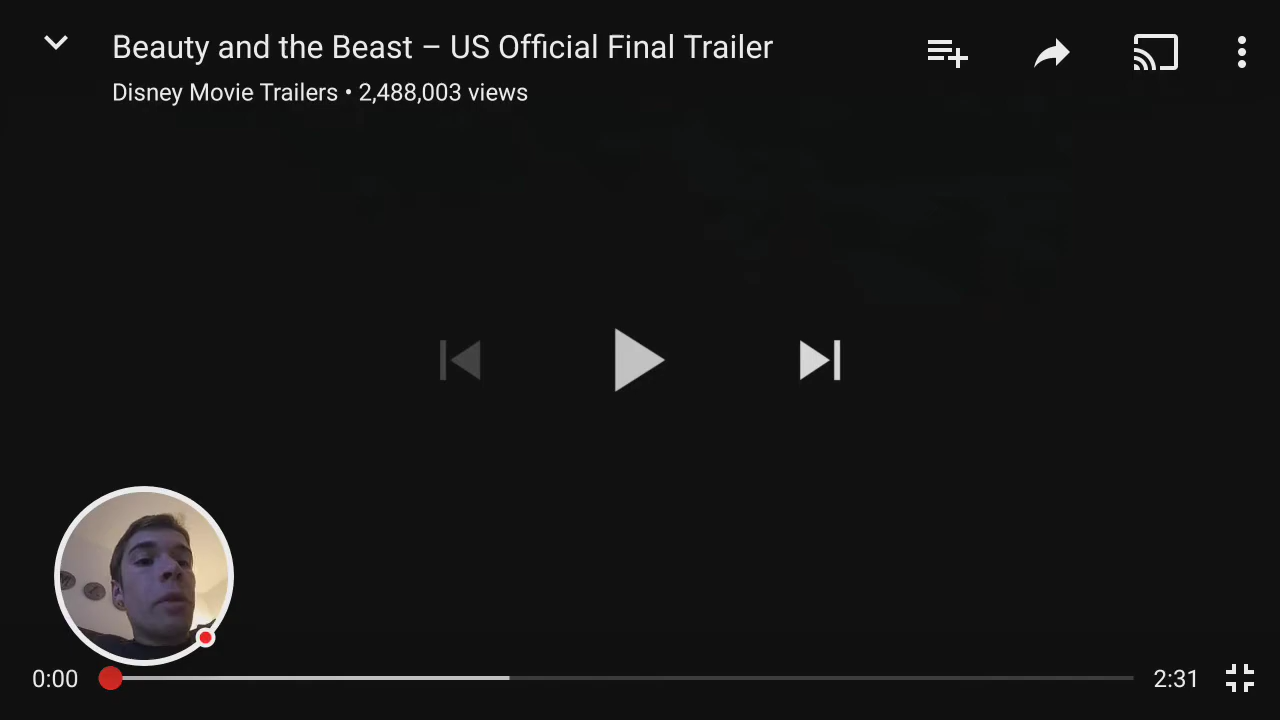 Beauty and the Beast – US Official Final Trailer
Disney Movie Trailers • 2,488,003 views
0:00
2:31